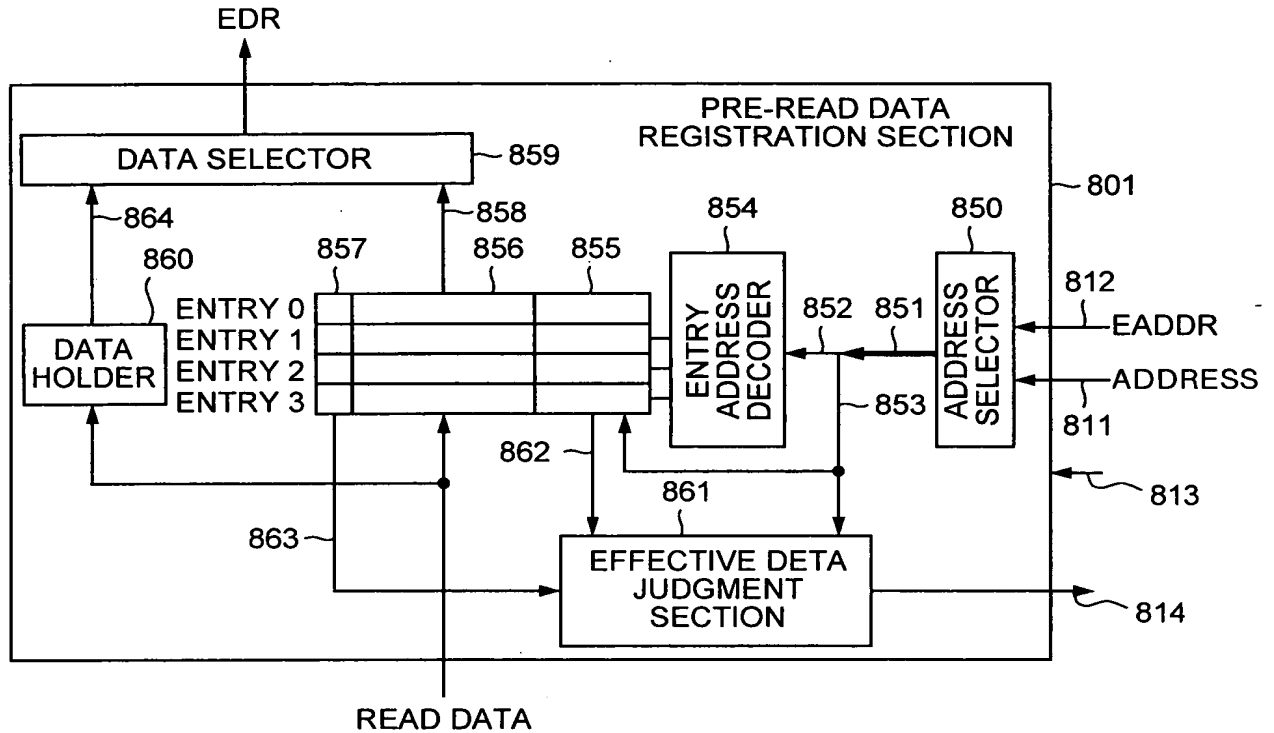 EDR
PRE-READ DATA
REGISTRATION SECTION
DATA SELECTOR
859
801
864
858
854
850
860
857
856
855
812
ENTRY 0
ENTRY 1
ENTRY 2
ENTRY 3
DATA
HOLDER
ENTRY
ADDRESS
DECODER
852
851
ADDRESS
SELECTOR
EADDR
ADDRESS
811
853
862
861
813
863
EFFECTIVE DETA
JUDGMENT
SECTION
814
READ DATA